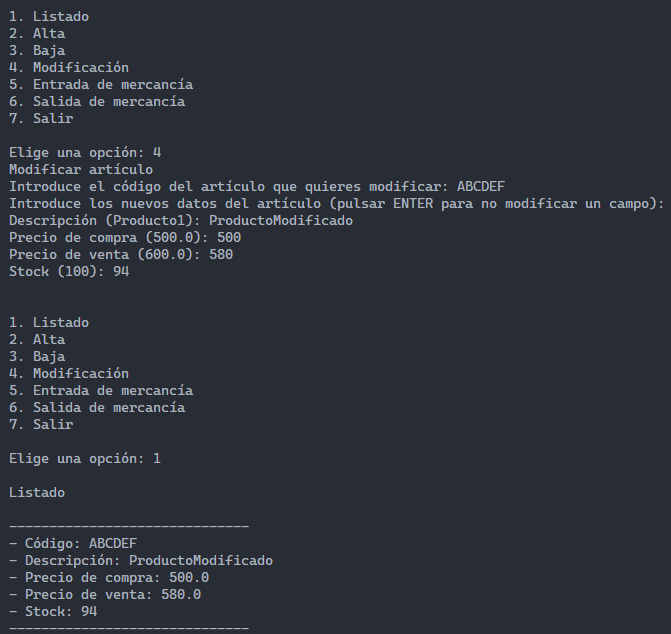 1. Listado
2. Alta
3. Baja
4. Modificación
5. Entrada de mercancía
6. Salida de mercancía
7. Salir
Elige una opción: 4
Modificar artículo
Introduce el código del artículo que quieres modificar: ABCDEF
Introduce los nuevos datos del artículo (pulsar ENTER para no modificar un campo):
Descripción (Producto1): ProductoModificado
Precio de compra (500.0): 500
Precio de venta (600.0): 580
Stock (100): 94
1. Listado
2. Alta
3. Baja
4. Modificación
5. Entrada de mercancía
6. Salida de mercancía
7. Salir
Elige una opción: 1
Listado
------------------------------
- Código: ABCDEF
- Descripción: ProductoModificado
- Precio de compra: 500.0
- Precio de venta: 580.0
- Stock: 94
------------------------------